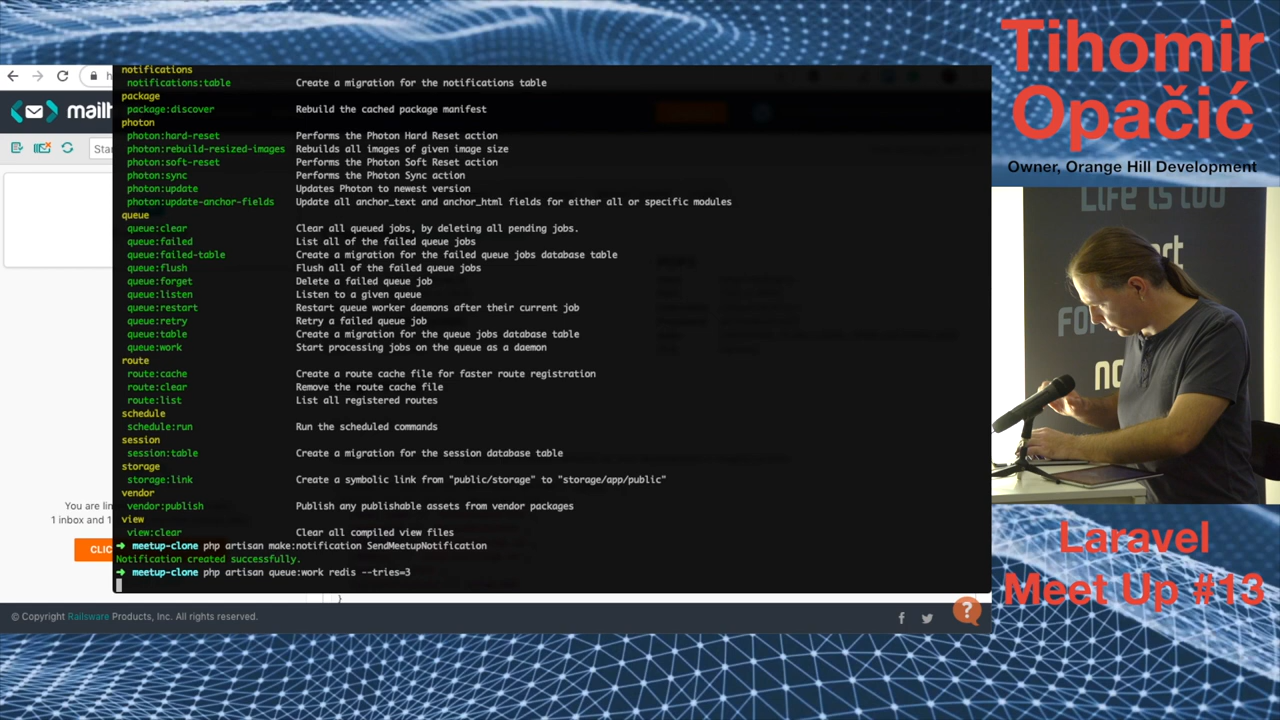 Tihomir
Opačić
Owner, Orange Hill Development
mailt
Star
notifications
notifications:table Create a migration for the notifications table
package
package:discover Rebuild the cached package manifest
photon
photon:hard-reset Performs the Photon Hard Reset action
photon:rebuild-resized-images Rebuilds all images of given image size
photon:soft-reset Performs the Photon Soft Reset action
photon:sync Performs the Photon Sync action
photon:update Updates Photon to newest version
photon:update-anchor-fields Update all anchor_text and anchor_html fields for either all or specific modules
queue
queue:clear Clear all queued jobs, by deleting all pending jobs.
queue:failed List all of the failed queue jobs
queue:failed-table Create a migration for the failed queue jobs database table
queue:flush Flush all of the failed queue jobs
queue:forget Delete a failed queue job
queue:listen Listen to a given queue
queue:restart Restart queue worker daemons after their current job
queue:retry Retry a failed queue job
queue:table Create a migration for the queue jobs database table
queue:work Start processing jobs on the queue as a daemon
route
route:cache Create a route cache file for faster route registration
route:clear Remove the route cache file
route:list List all registered routes
schedule
schedule:run Run the scheduled commands
session
session:table Create a migration for the session database table
storage
storage:link Create a symbolic link from "public/storage" to "storage/app/public"
vendor
vendor:publish Publish any publishable assets from vendor packages
view
view:clear Clear all compiled view files
➜ meetup-clone php artisan make:notification SendMeetupNotification
Notification created successfully.
➜ meetup-clone php artisan queue:work redis --tries=3
You are li
1 inbox and 1
CLIC
}
© Copyright Railsware Products, Inc. All rights reserved.
?
Life is too
FO
Laravel
Meet Up #13